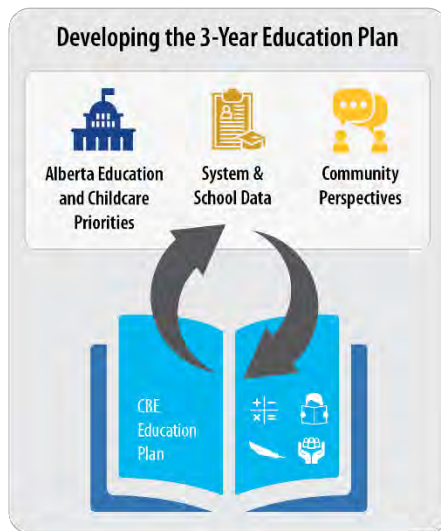 Developing the 3-Year Education Plan
Alberta Education
and Childcare
Priorities
System &
School Data
Community
Perspectives
CBE
Education
Plan
+ −
× =